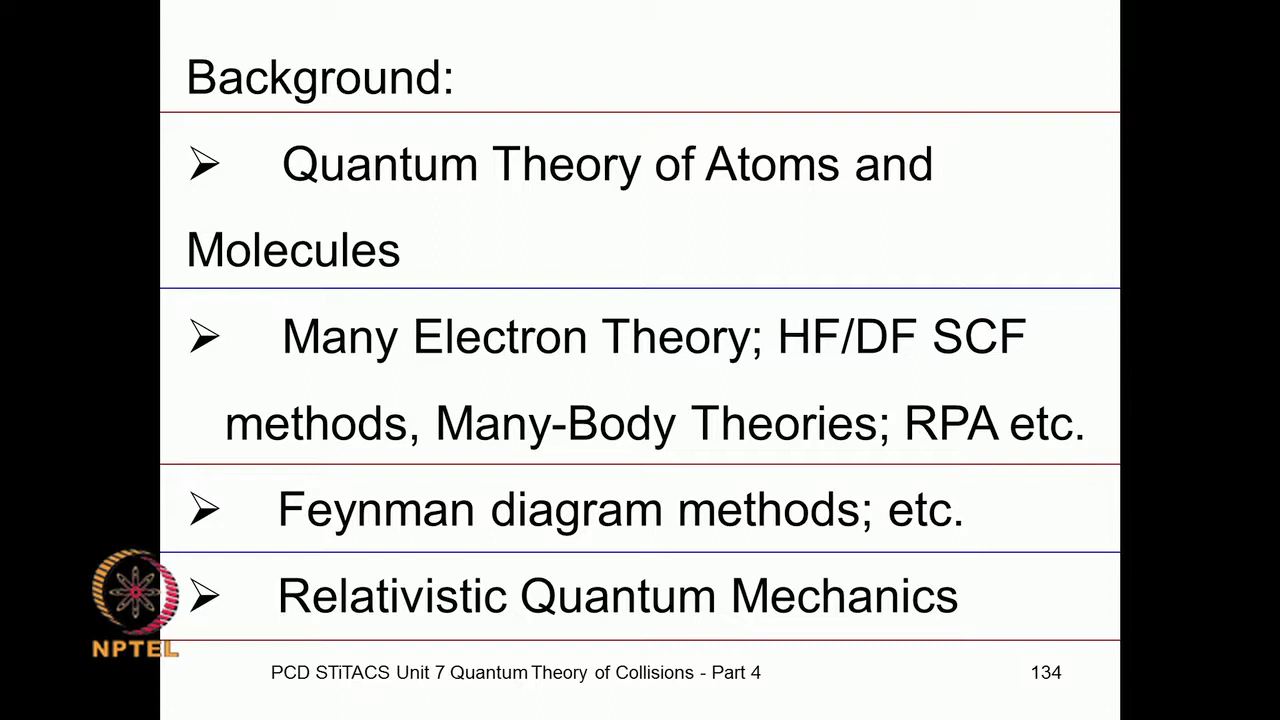 Background:
➢ Quantum Theory of Atoms and
Molecules
➢ Many Electron Theory; HF/DF SCF
methods, Many-Body Theories; RPA etc.
➢ Feynman diagram methods; etc.
➢ Relativistic Quantum Mechanics
NPTEL
PCD STiTACS Unit 7 Quantum Theory of Collisions - Part 4 134